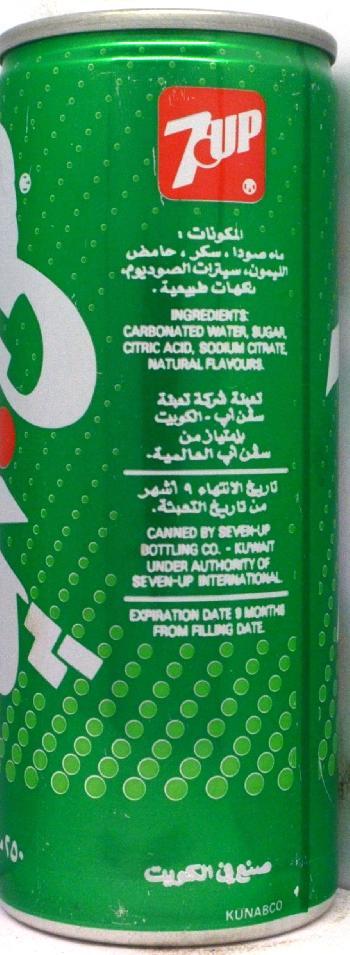 7UP
®
المكونات :
ماء صودا ، سكر ، حامض
الليمون، سيترات الصوديوم،
نكهات طبيعية .
INGREDIENTS:
CARBONATED WATER, SUGAR,
CITRIC ACID, SODIUM CITRATE,
NATURAL FLAVOURS.
تعبئة شركة تعبئة
سفن أب - الكويت
بإمتياز من
سفن أب العالمية.
تاريخ الانتهاء ٩ أشهر
من تاريخ التعبئة.
CANNED BY SEVEN-UP
BOTTLING CO. - KUWAIT
UNDER AUTHORITY OF
SEVEN-UP INTERNATIONAL
EXPIRATION DATE 9 MONTHS
FROM FILLING DATE.
٢٥٠
صنع في الكويت
KUNABCO